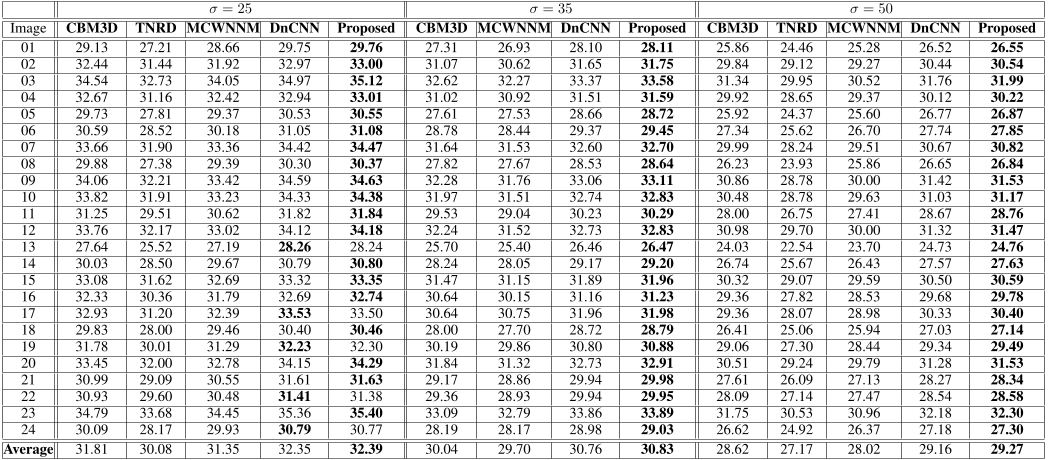 σ = 25 σ = 35 σ = 50
Image CBM3D TNRD MCWNNM DnCNN Proposed CBM3D MCWNNM DnCNN Proposed CBM3D TNRD MCWNNM DnCNN Proposed
01 29.13 27.21 28.66 29.75 29.76 27.31 26.93 28.10 28.11 25.86 24.46 25.28 26.52 26.55
02 32.44 31.44 31.92 32.97 33.00 31.07 30.62 31.65 31.75 29.84 29.12 29.27 30.44 30.54
03 34.54 32.73 34.05 34.97 35.12 32.62 32.27 33.37 33.58 31.34 29.95 30.52 31.76 31.99
04 32.67 31.16 32.42 32.94 33.01 31.02 30.92 31.51 31.59 29.92 28.65 29.37 30.12 30.22
05 29.73 27.81 29.37 30.53 30.55 27.61 27.53 28.66 28.72 25.92 24.37 25.60 26.77 26.87
06 30.59 28.52 30.18 31.05 31.08 28.78 28.44 29.37 29.45 27.34 25.62 26.70 27.74 27.85
07 33.66 31.90 33.36 34.42 34.47 31.64 31.53 32.60 32.70 29.99 28.24 29.51 30.67 30.82
08 29.88 27.38 29.39 30.30 30.37 27.82 27.67 28.53 28.64 26.23 23.93 25.86 26.65 26.84
09 34.06 32.21 33.42 34.59 34.63 32.28 31.76 33.06 33.11 30.86 28.78 30.00 31.42 31.53
10 33.82 31.91 33.23 34.33 34.38 31.97 31.51 32.74 32.83 30.48 28.78 29.63 31.03 31.17
11 31.25 29.51 30.62 31.82 31.84 29.53 29.04 30.23 30.29 28.00 26.75 27.41 28.67 28.76
12 33.76 32.17 33.02 34.12 34.18 32.24 31.52 32.73 32.83 30.98 29.70 30.00 31.32 31.47
13 27.64 25.52 27.19 28.26 28.24 25.70 25.40 26.46 26.47 24.03 22.54 23.70 24.73 24.76
14 30.03 28.50 29.67 30.79 30.80 28.24 28.05 29.17 29.20 26.74 25.67 26.43 27.57 27.63
15 33.08 31.62 32.69 33.32 33.35 31.47 31.15 31.89 31.96 30.32 29.07 29.59 30.50 30.59
16 32.33 30.36 31.79 32.69 32.74 30.64 30.15 31.16 31.23 29.36 27.82 28.53 29.68 29.78
17 32.93 31.20 32.39 33.53 33.50 30.64 30.75 31.96 31.98 29.36 28.07 28.98 30.33 30.40
18 29.83 28.00 29.46 30.40 30.46 28.00 27.70 28.72 28.79 26.41 25.06 25.94 27.03 27.14
19 31.78 30.01 31.29 32.23 32.30 30.19 29.86 30.80 30.88 29.06 27.30 28.44 29.34 29.49
20 33.45 32.00 32.78 34.15 34.29 31.84 31.32 32.73 32.91 30.51 29.24 29.79 31.28 31.53
21 30.99 29.09 30.55 31.61 31.63 29.17 28.86 29.94 29.98 27.61 26.09 27.13 28.27 28.34
22 30.93 29.60 30.48 31.41 31.38 29.36 28.93 29.94 29.95 28.09 27.14 27.47 28.54 28.58
23 34.79 33.68 34.45 35.36 35.40 33.09 32.79 33.86 33.89 31.75 30.53 30.96 32.18 32.30
24 30.09 28.17 29.93 30.79 30.77 28.19 28.17 28.98 29.03 26.62 24.92 26.37 27.18 27.30
Average 31.81 30.08 31.35 32.35 32.39 30.04 29.70 30.76 30.83 28.62 27.17 28.02 29.16 29.27